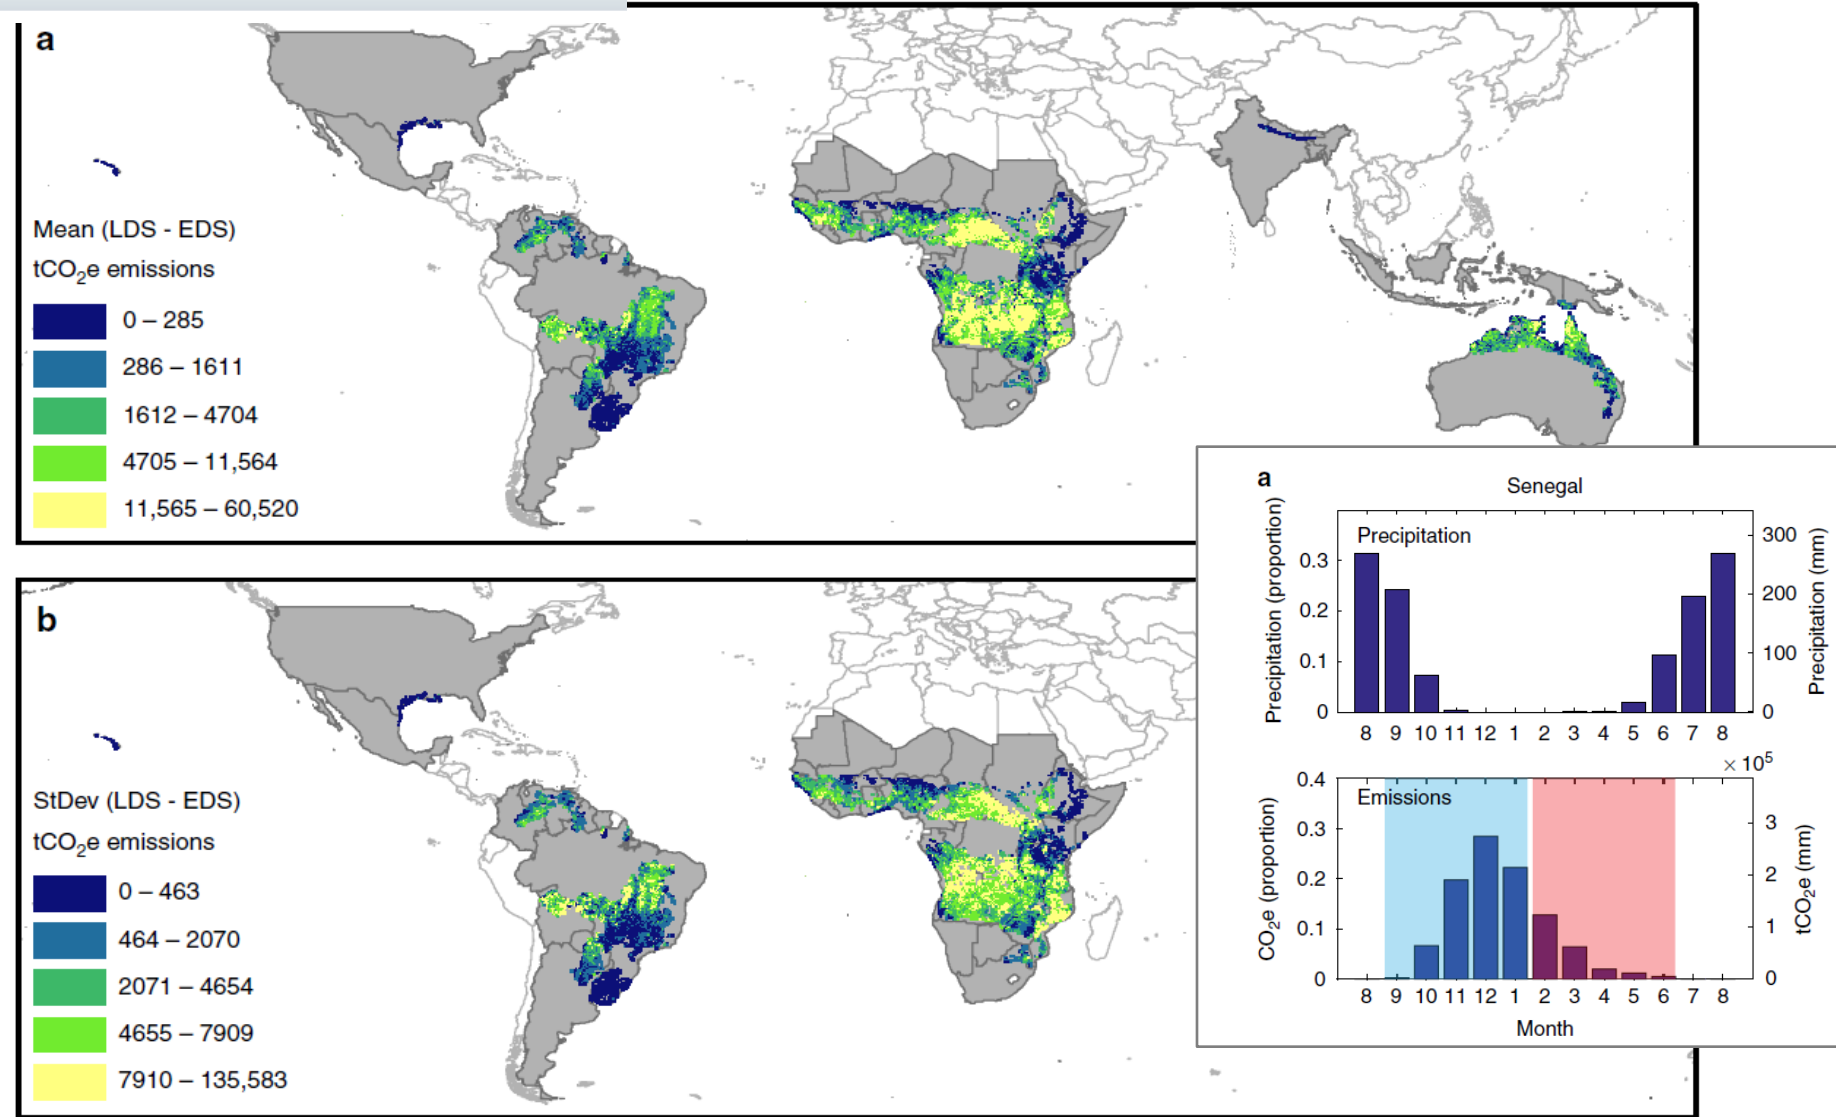 a
Mean (LDS - EDS)
tCO₂e emissions
0 – 285
286 – 1611
1612 – 4704
4705 – 11,564
11,565 – 60,520
b
StDev (LDS - EDS)
tCO₂e emissions
0 – 463
464 – 2070
2071 – 4654
4655 – 7909
7910 – 135,583
a
Senegal
Precipitation (proportion)
Precipitation
Precipitation (mm)
0.3
0.2
0.1
0
300
200
100
0
8 9 10 11 12 1 2 3 4 5 6 7 8
× 10⁵
CO₂e (proportion)
Emissions
tCO₂e (mm)
0.4
0.3
0.2
0.1
0
3
2
1
0
8 9 10 11 12 1 2 3 4 5 6 7 8
Month